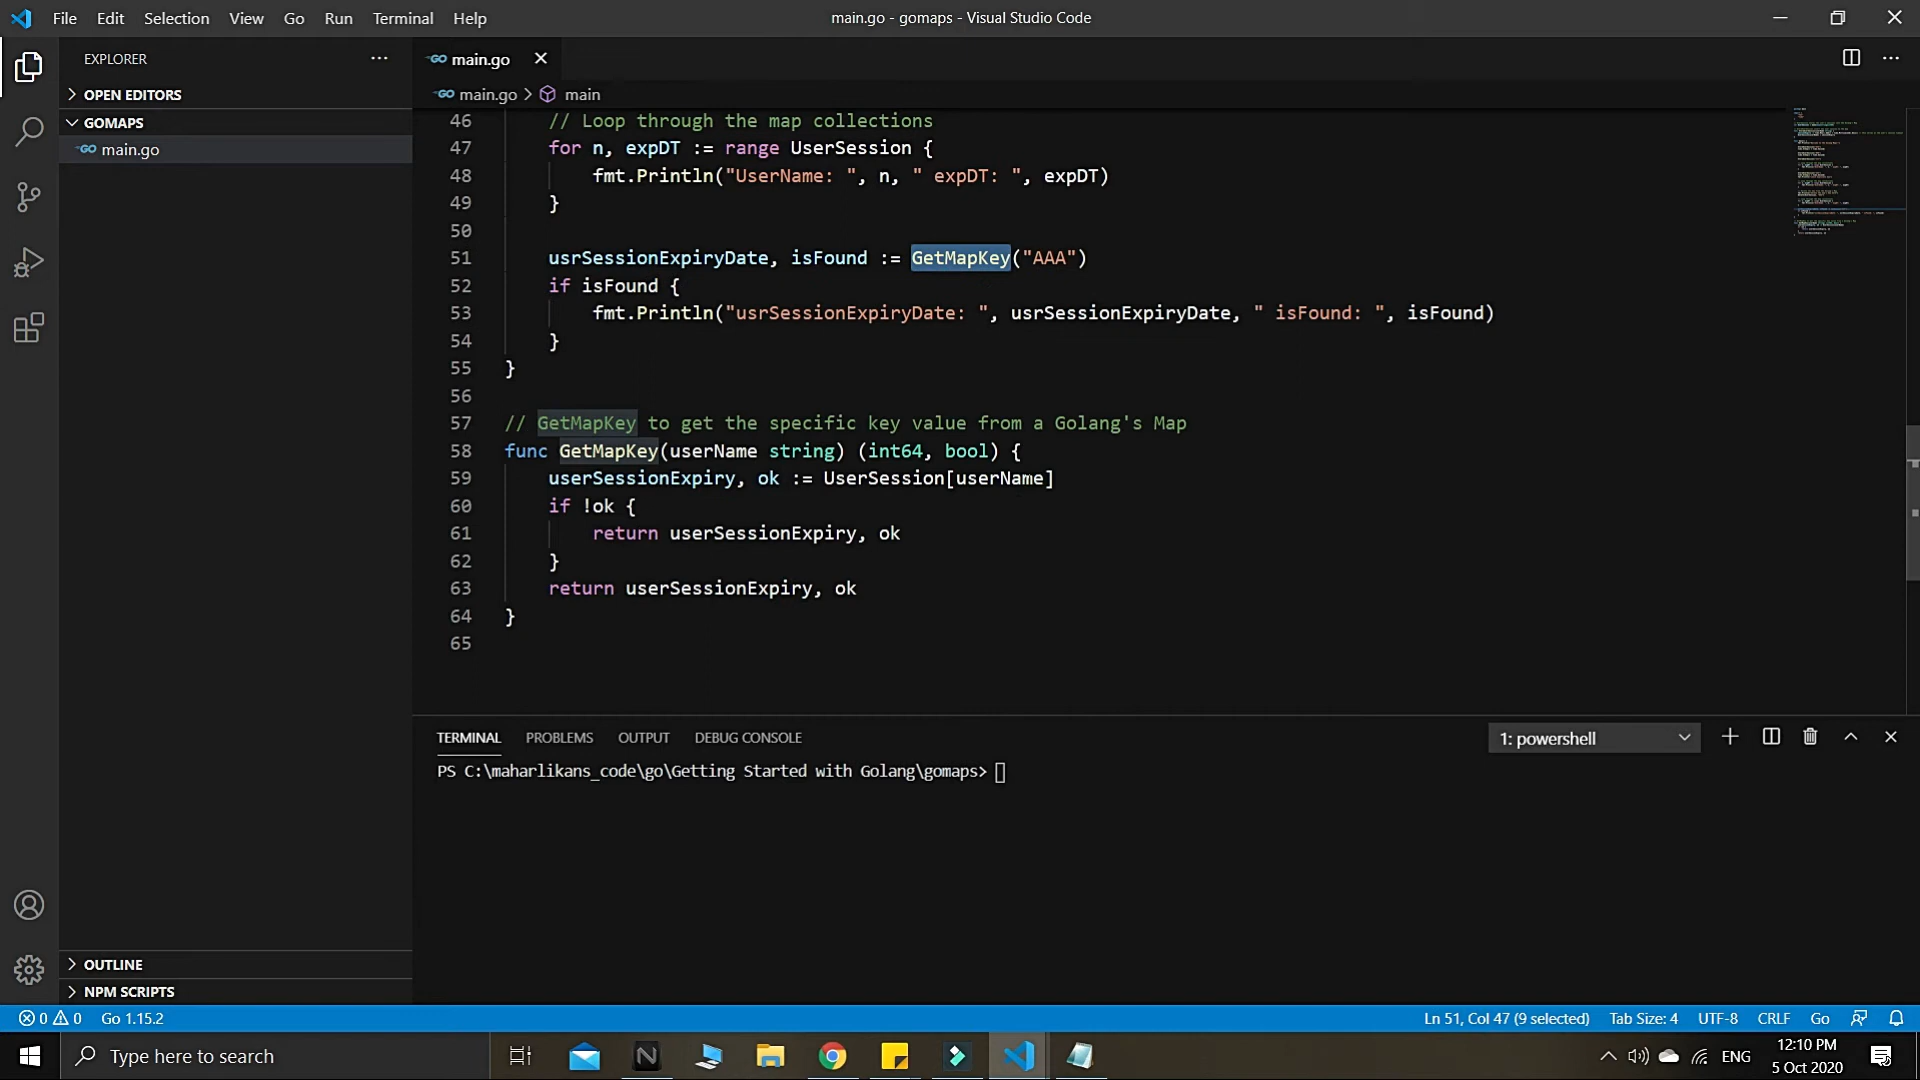 File Edit Selection View Go Run Terminal Help
main.go - gomaps - Visual Studio Code
EXPLORER
OPEN EDITORS
GOMAPS
main.go
main.go
main.go > main
46 // Loop through the map collections
47 for n, expDT := range UserSession {
48 fmt.Println("UserName: ", n, " expDT: ", expDT)
49 }
50
51 usrSessionExpiryDate, isFound := GetMapKey("AAA")
52 if isFound {
53 fmt.Println("usrSessionExpiryDate: ", usrSessionExpiryDate, " isFound: ", isFound)
54 }
55 }
56
57 // GetMapKey to get the specific key value from a Golang's Map
58 func GetMapKey(userName string) (int64, bool) {
59 userSessionExpiry, ok := UserSession[userName]
60 if !ok {
61 return userSessionExpiry, ok
62 }
63 return userSessionExpiry, ok
64 }
65
TERMINAL PROBLEMS OUTPUT DEBUG CONSOLE
1: powershell
PS C:\maharlikans_code\go\Getting Started with Golang\gomaps>
OUTLINE
NPM SCRIPTS
0 0 Go 1.15.2
Ln 51, Col 47 (9 selected) Tab Size: 4 UTF-8 CRLF Go
Type here to search
ENG
12:10 PM
5 Oct 2020